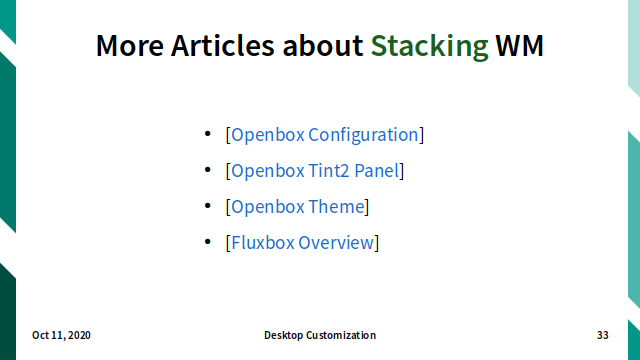 More Articles about Stacking WM
• [Openbox Configuration]
• [Openbox Tint2 Panel]
• [Openbox Theme]
• [Fluxbox Overview]
Oct 11, 2020 Desktop Customization 33